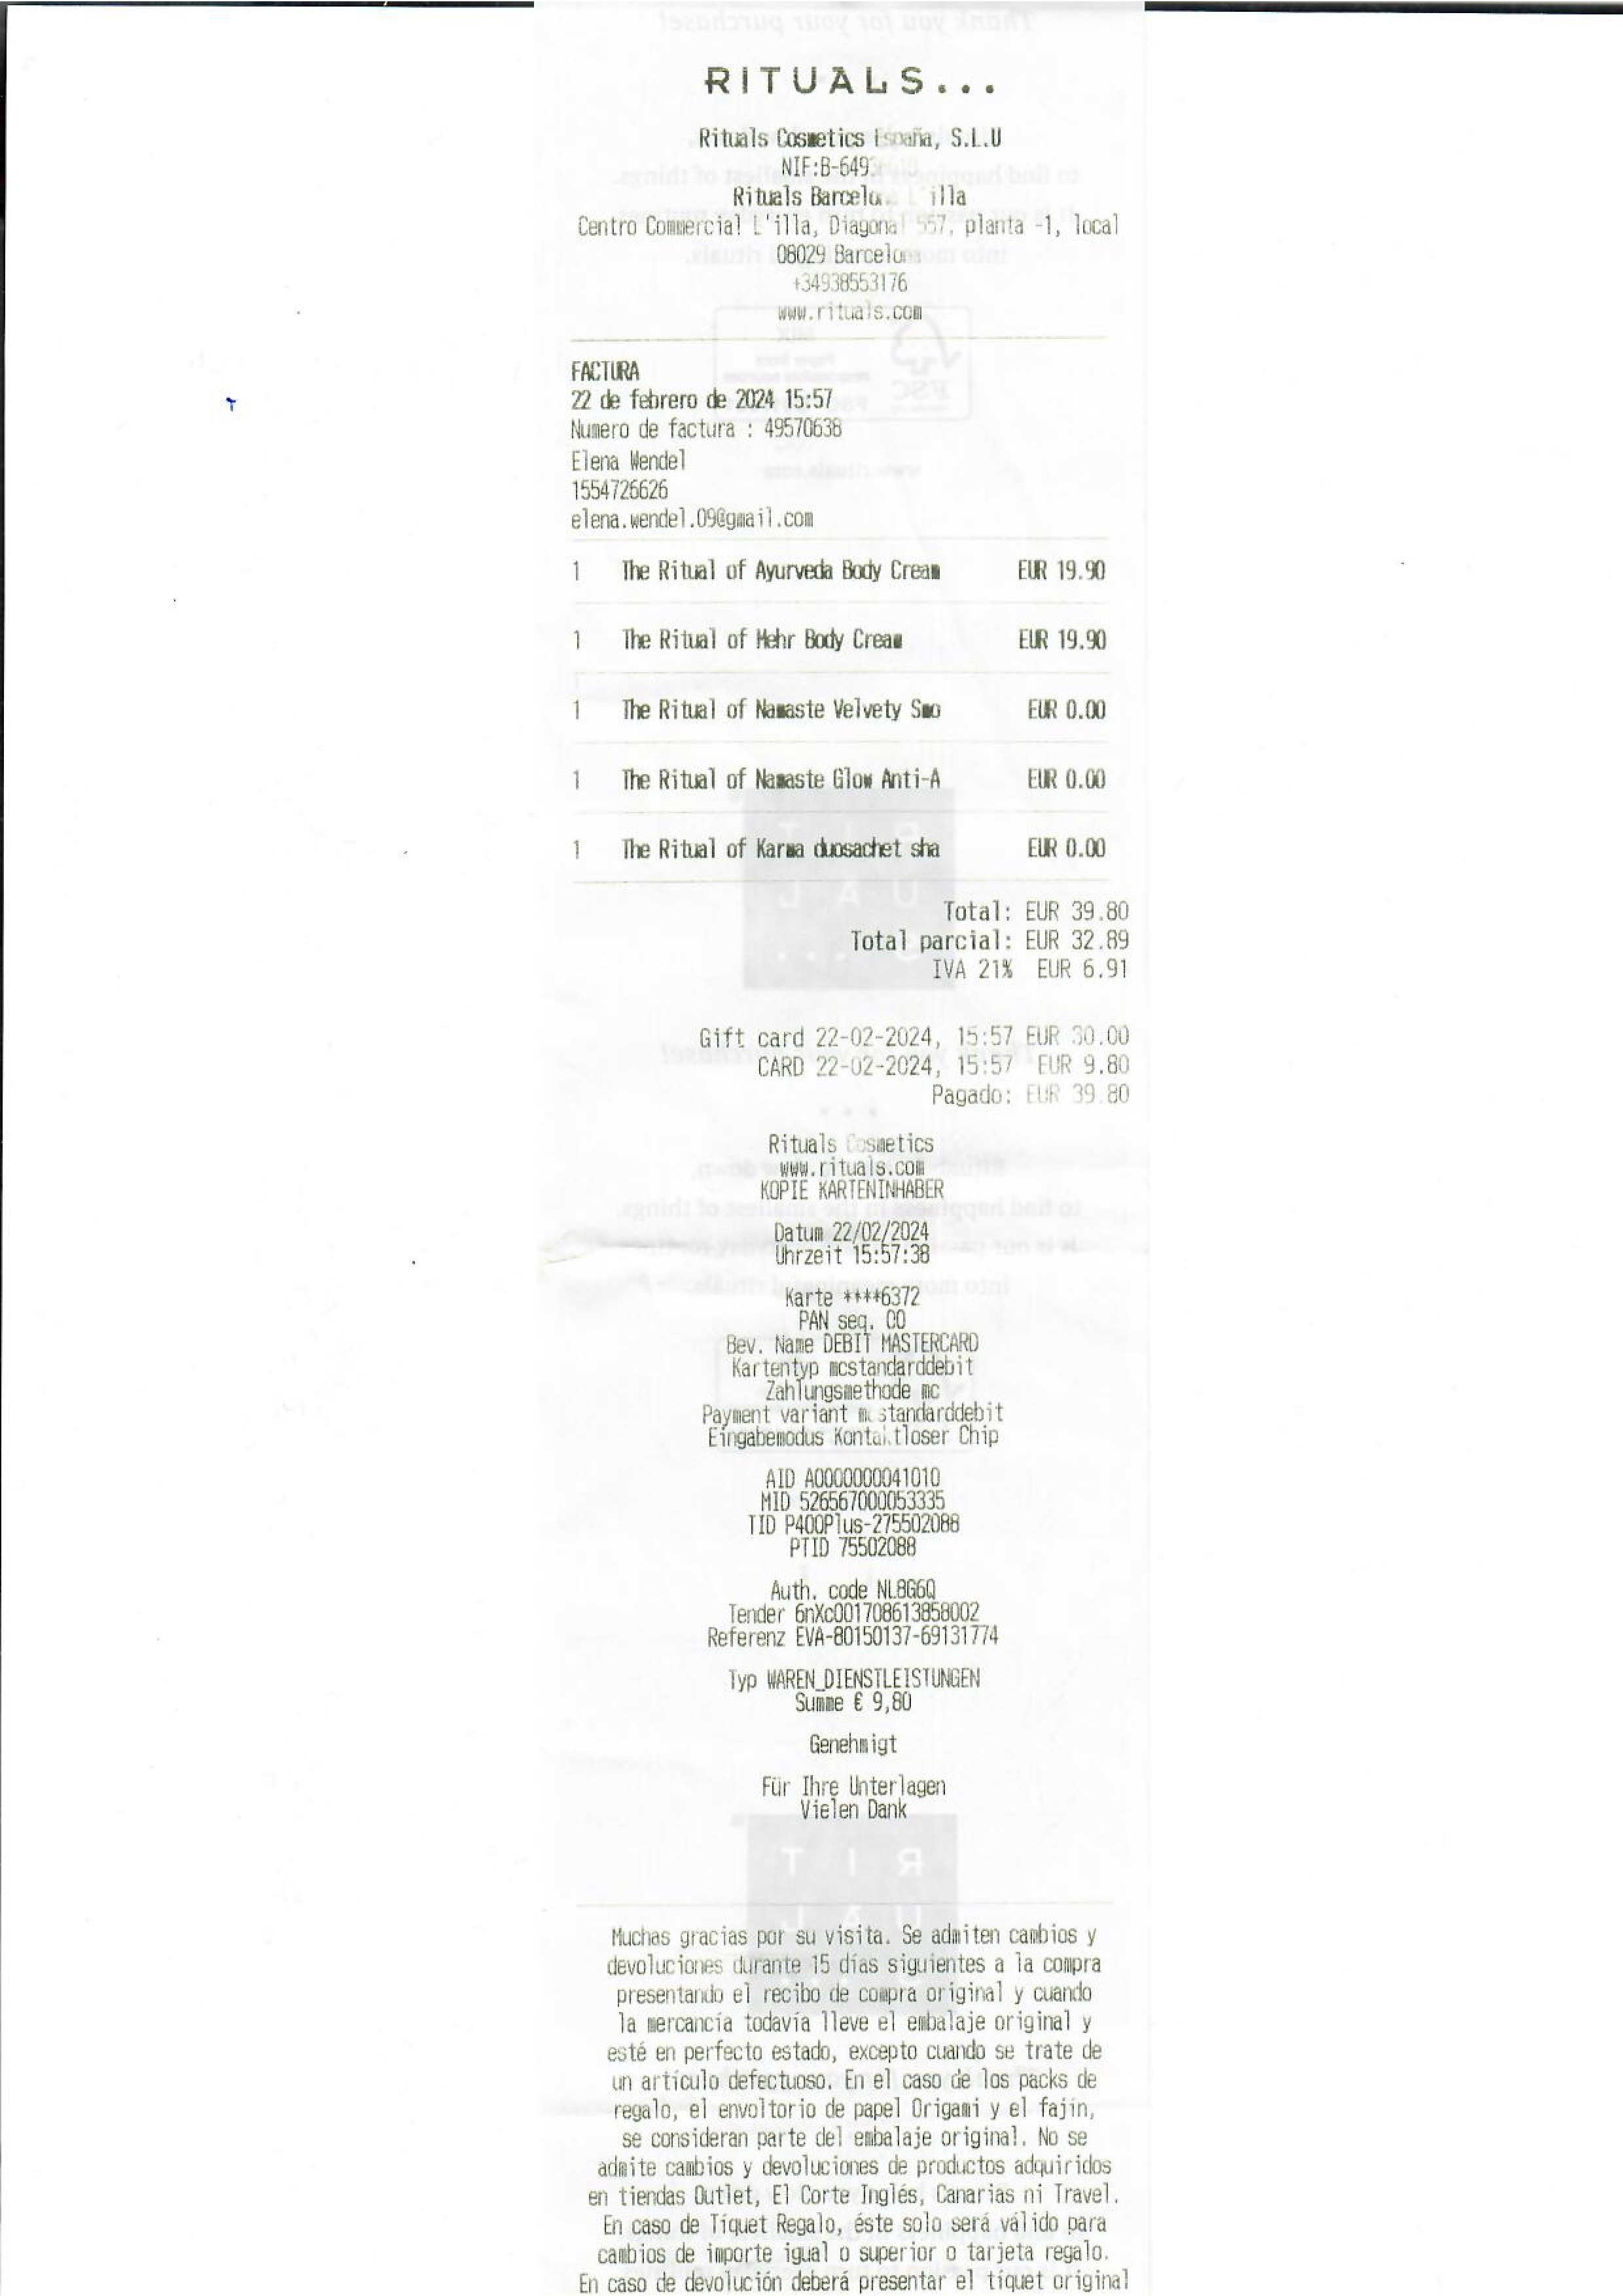 RITUALS...
Rituals Cosmetics España, S.L.U
NIF:B-649
Rituals Barcelona L'illa
Centro Commercial L'illa, Diagonal 557, planta -1, local
08029 Barcelona
+34938553176
www.rituals.com
FACTURA
22 de febrero de 2024 15:57
Numero de factura : 49570638
Elena Wendel
1554726626
elena.wendel.09@gmail.com
1 The Ritual of Ayurveda Body Cream EUR 19.90
1 The Ritual of Mehr Body Cream EUR 19.90
1 The Ritual of Namaste Velvety Smo EUR 0.00
1 The Ritual of Namaste Glow Anti-A EUR 0.00
1 The Ritual of Karma duosachet sha EUR 0.00
Total: EUR 39.80
Total parcial: EUR 32.89
IVA 21% EUR 6.91
Gift card 22-02-2024, 15:57 EUR 30.00
CARD 22-02-2024, 15:57 EUR 9.80
Pagado: EUR 39.80
Rituals Cosmetics
www.rituals.com
KOPIE KARTENINHABER
Datum 22/02/2024
Uhrzeit 15:57:38
Karte ****6372
PAN seq. 00
Bev. Name DEBIT MASTERCARD
Kartentyp mcstandarddebit
Zahlungsmethode mc
Payment variant mcstandarddebit
Eingabemodus Kontaktloser Chip
AID A0000000041010
MID 526567000053335
TID P400Plus-275502088
PTID 75502088
Auth. code NL8G6Q
Tender 6nXc001708613858002
Referenz EVA-80150137-69131774
Typ WAREN_DIENSTLEISTUNGEN
Summe € 9,80
Genehmigt
Für Ihre Unterlagen
Vielen Dank
Muchas gracias por su visita. Se admiten cambios y
devoluciones durante 15 días siguientes a la compra
presentando el recibo de compra original y cuando
la mercancía todavía lleve el embalaje original y
esté en perfecto estado, excepto cuando se trate de
un artículo defectuoso. En el caso de los packs de
regalo, el envoltorio de papel Origami y el fajín,
se consideran parte del embalaje original. No se
admite cambios y devoluciones de productos adquiridos
en tiendas Outlet, El Corte Inglés, Canarias ni Travel.
En caso de Tiquet Regalo, éste solo será válido para
cambios de importe igual o superior o tarjeta regalo.
En caso de devolución deberá presentar el tíquet original